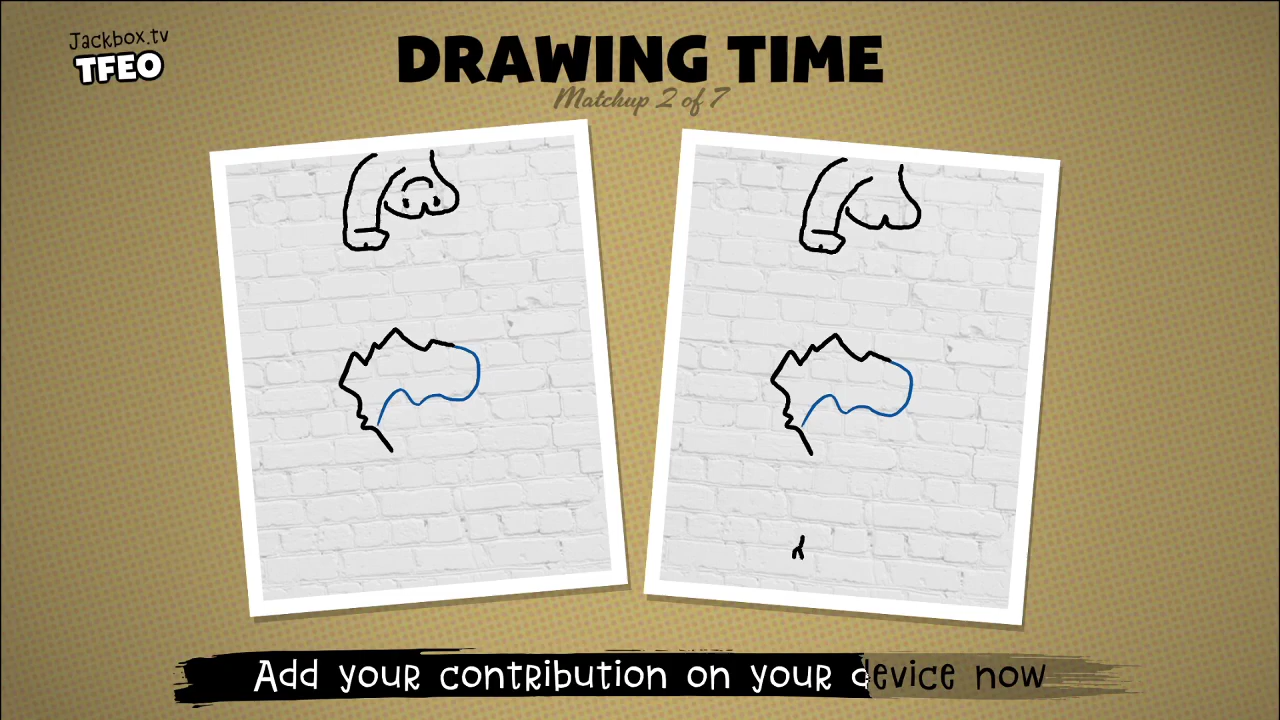 Jackbox.tv
TFEO
DRAWING TIME
Matchup 2 of 7
Add your contribution on your device now